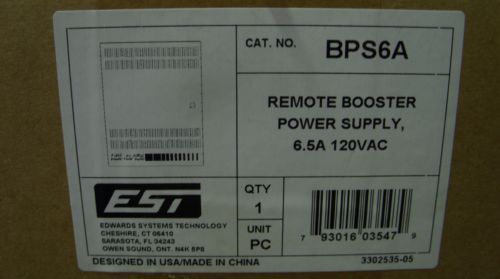 CAT. NO. BPS6A
REMOTE BOOSTER
POWER SUPPLY,
6.5A 120VAC
EST
EDWARDS SYSTEMS TECHNOLOGY
CHESHIRE, CT 06410
SARASOTA, FL 34243
OWEN SOUND, ONT. N4K 5P8
QTY
1
UNIT
PC
7 93016 03547 9
DESIGNED IN USA/MADE IN CHINA
3302535-05